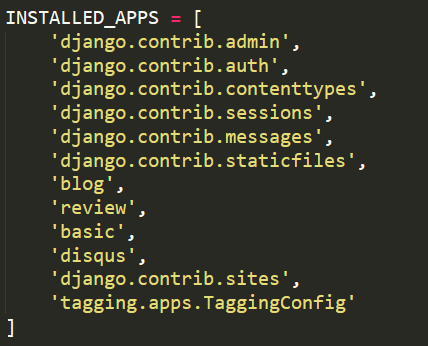 INSTALLED_APPS = [
    'django.contrib.admin',
    'django.contrib.auth',
    'django.contrib.contenttypes',
    'django.contrib.sessions',
    'django.contrib.messages',
    'django.contrib.staticfiles',
    'blog',
    'review',
    'basic',
    'disqus',
    'django.contrib.sites',
    'tagging.apps.TaggingConfig'
]